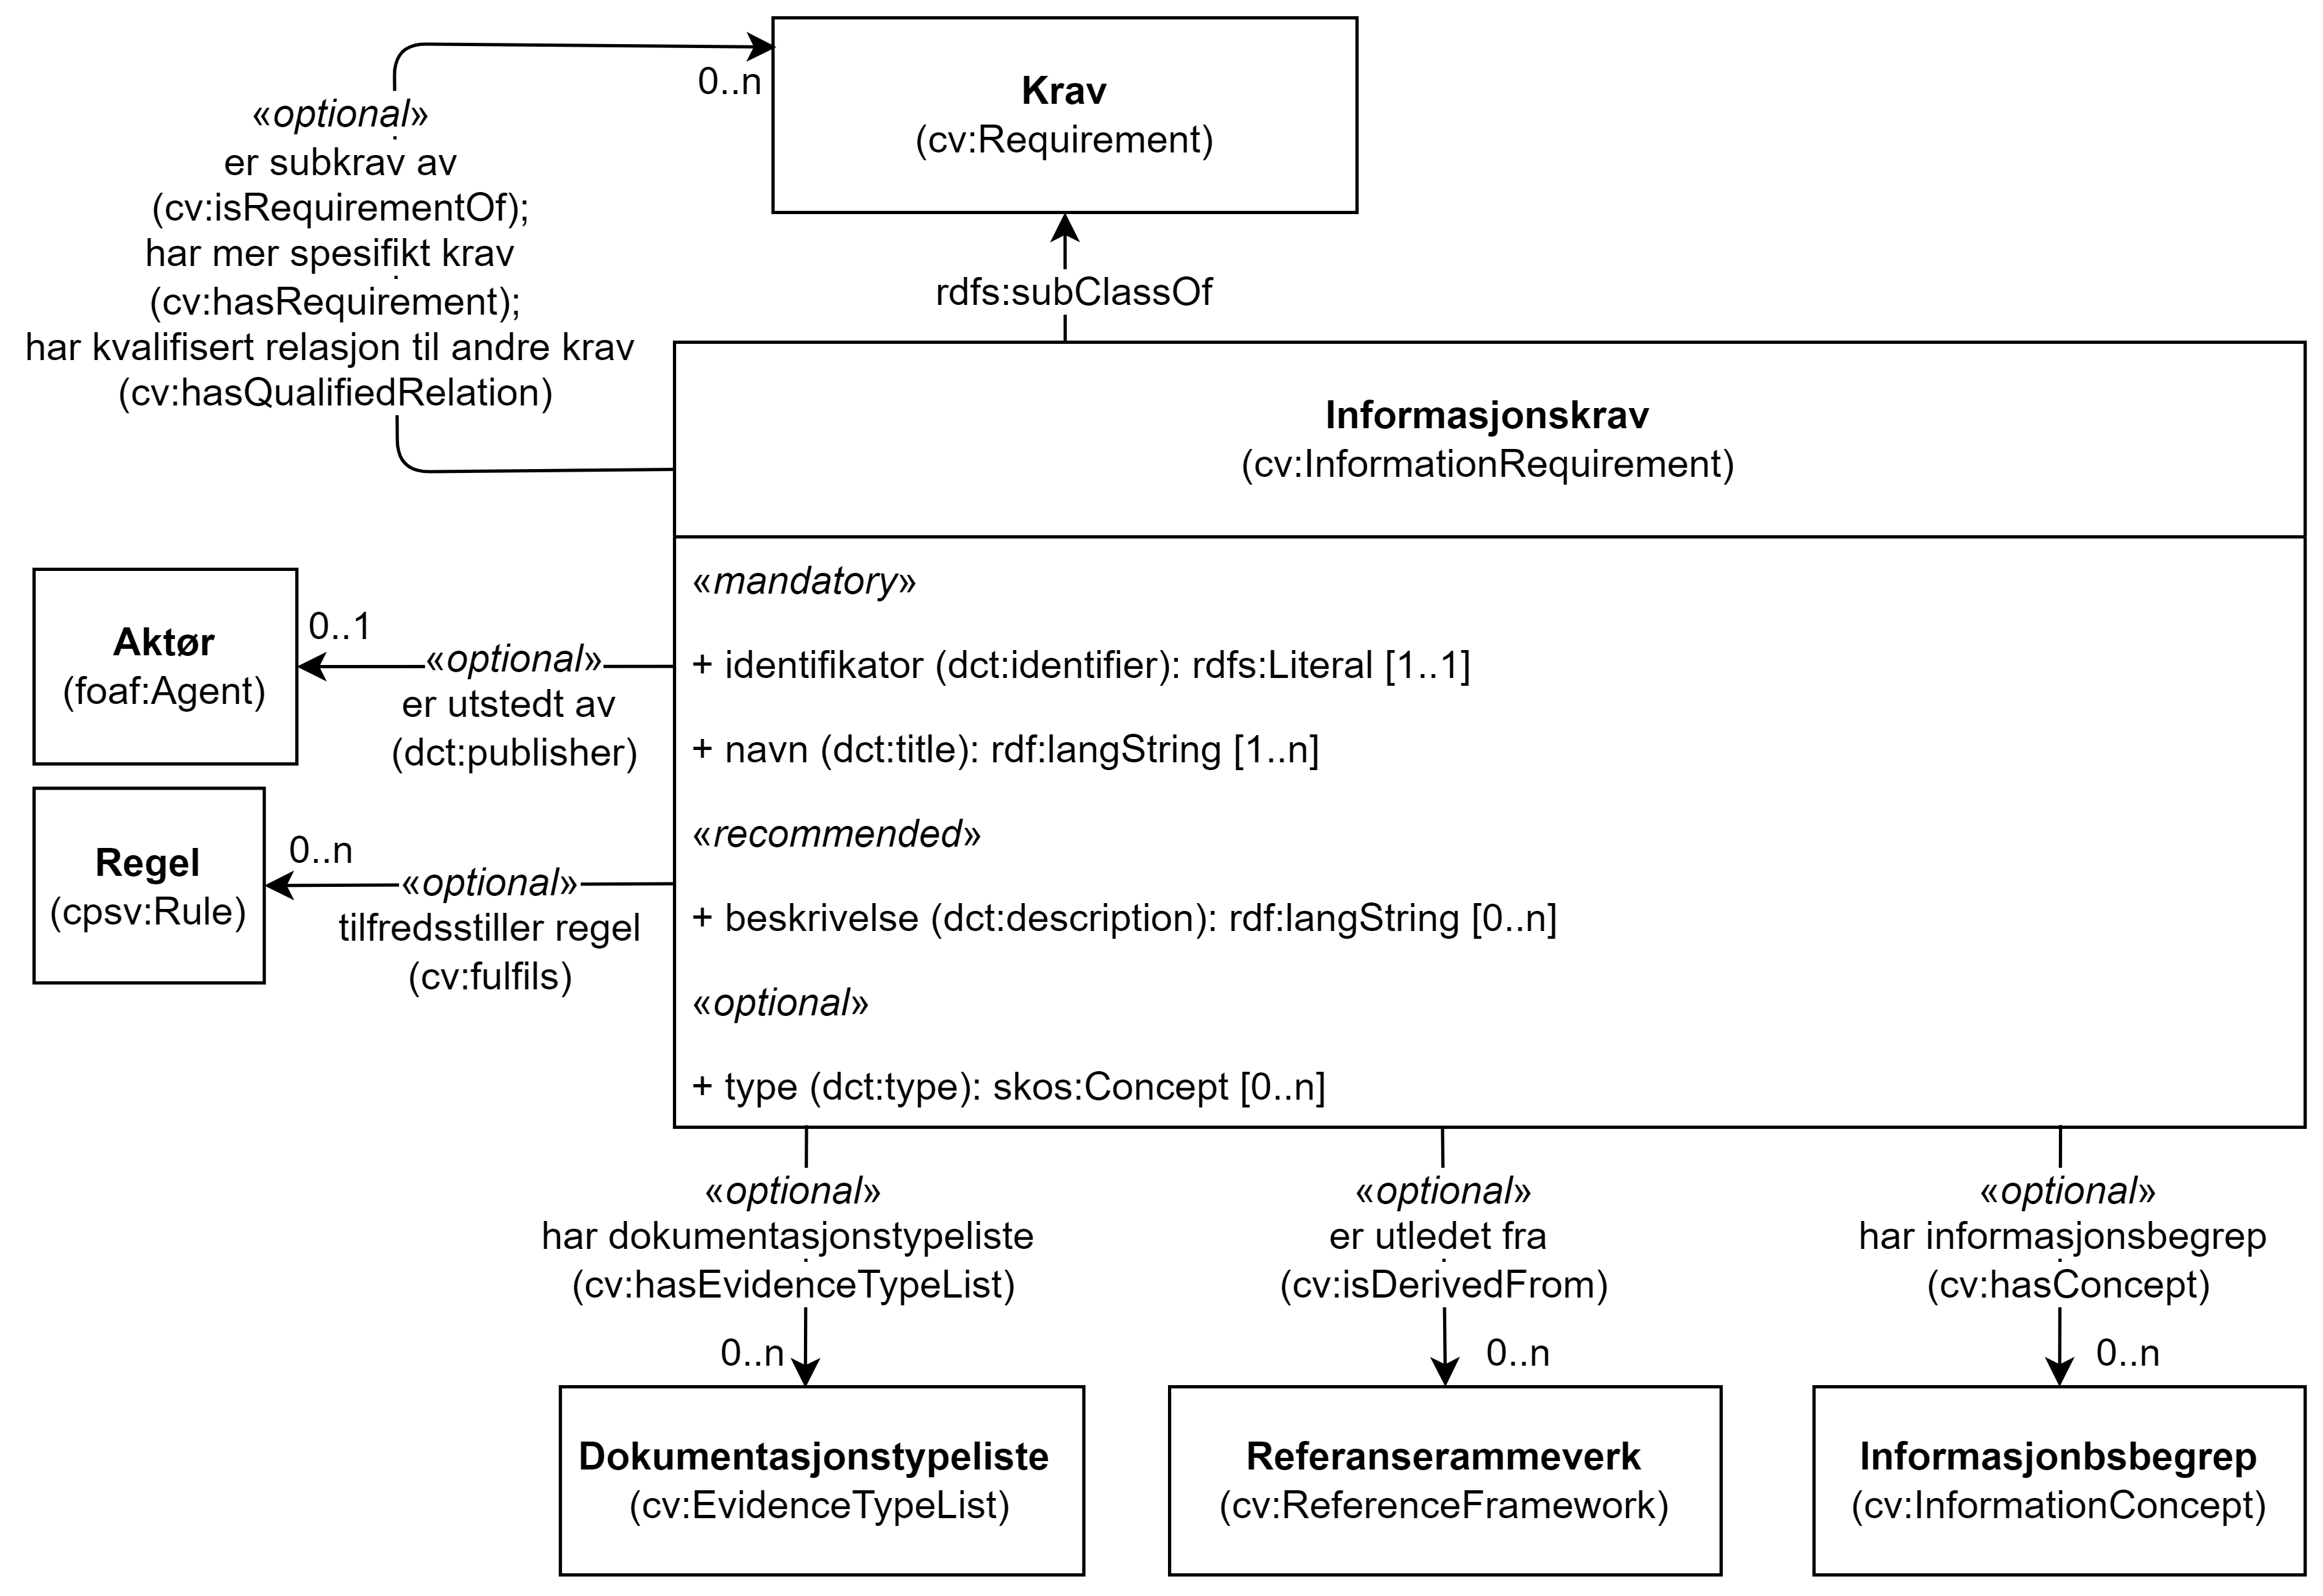 Krav
(cv:Requirement)
0..n
«optional»
er subkrav av
(cv:isRequirementOf);
har mer spesifikt krav
(cv:hasRequirement);
har kvalifisert relasjon til andre krav
(cv:hasQualifiedRelation)
rdfs:subClassOf
Informasjonskrav
(cv:InformationRequirement)
«mandatory»
+ identifikator (dct:identifier): rdfs:Literal [1..1]
+ navn (dct:title): rdf:langString [1..n]
«recommended»
+ beskrivelse (dct:description): rdf:langString [0..n]
«optional»
+ type (dct:type): skos:Concept [0..n]
Aktør
(foaf:Agent)
0..1
«optional»
er utstedt av
(dct:publisher)
Regel
(cpsv:Rule)
0..n
«optional»
tilfredsstiller regel
(cv:fulfils)
«optional»
har dokumentasjonstypeliste
(cv:hasEvidenceTypeList)
0..n
Dokumentasjonstypeliste
(cv:EvidenceTypeList)
«optional»
er utledet fra
(cv:isDerivedFrom)
0..n
Referanserammeverk
(cv:ReferenceFramework)
«optional»
har informasjonsbegrep
(cv:hasConcept)
0..n
Informasjonbsbegrep
(cv:InformationConcept)